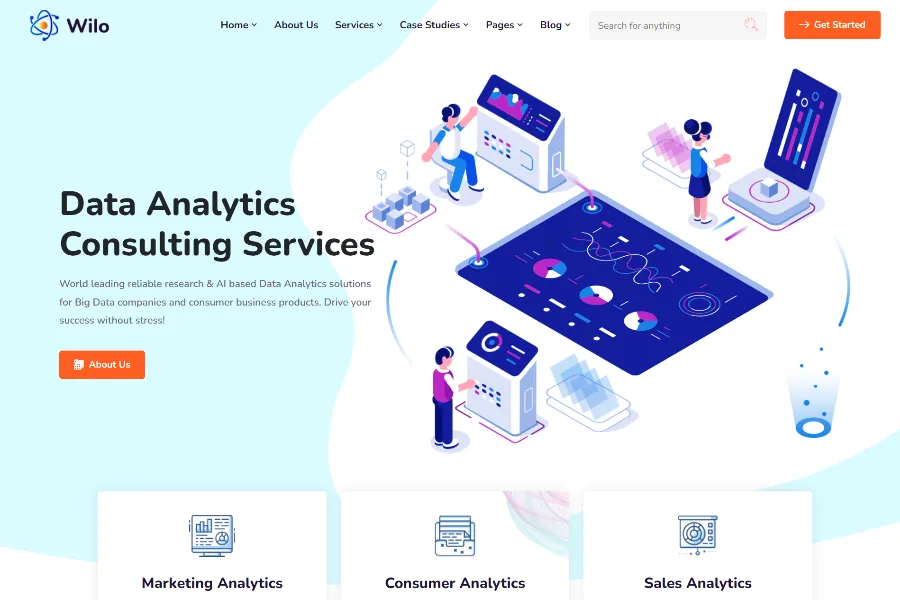 Wilo
Home
About Us
Services
Case Studies
Pages
Blog
Search for anything
Get Started
Data Analytics
Consulting Services
World leading reliable research & AI based Data Analytics solutions
for Big Data companies and consumer business products. Drive your
success without stress!
About Us
Marketing Analytics
Consumer Analytics
Sales Analytics